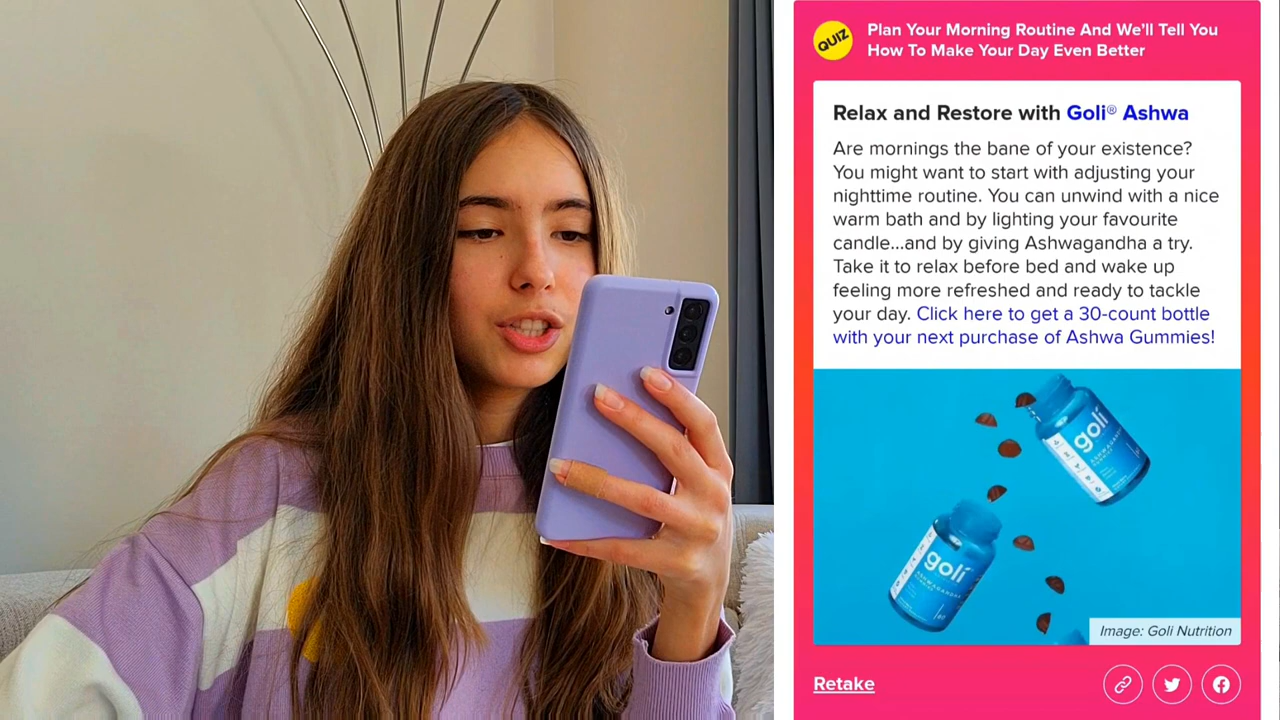 QUIZ
Plan Your Morning Routine And We'll Tell You
How To Make Your Day Even Better
Relax and Restore with Goli® Ashwa
Are mornings the bane of your existence?
You might want to start with adjusting your
nighttime routine. You can unwind with a nice
warm bath and by lighting your favourite
candle...and by giving Ashwagandha a try.
Take it to relax before bed and wake up
feeling more refreshed and ready to tackle
your day. Click here to get a 30-count bottle
with your next purchase of Ashwa Gummies!
goli
ASHWAGANDHA
goli
ASHWAGANDHA
Image: Goli Nutrition
Retake